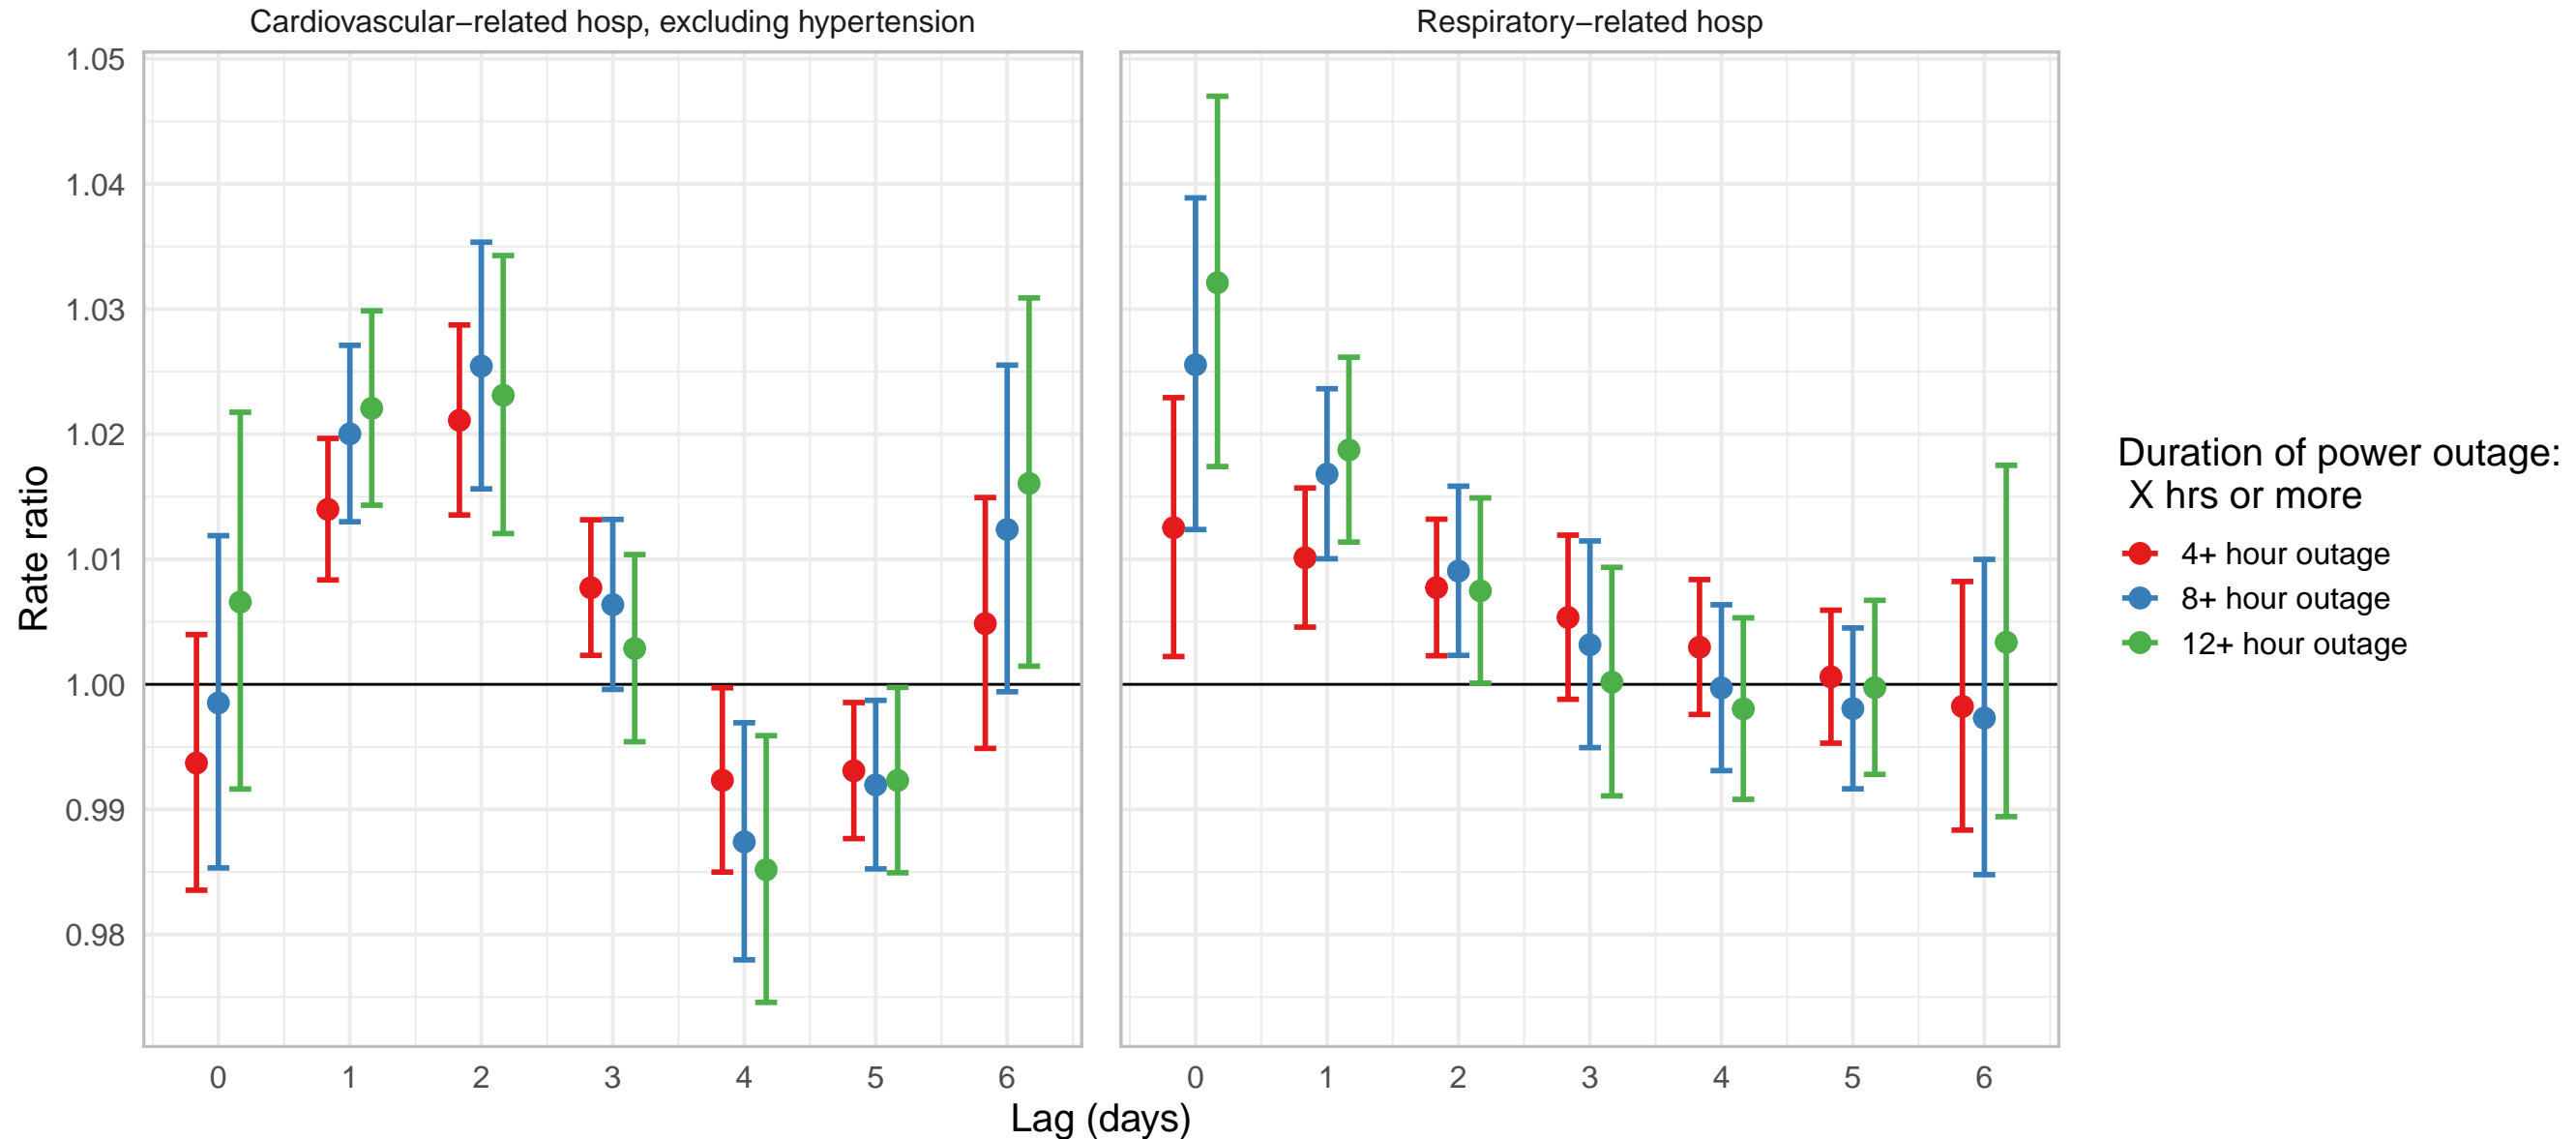 Cardiovascular−related hosp, excluding hypertension
Respiratory−related hosp
1.05
1.04
1.03
1.02
1.01
1.00
0.99
0.98
Rate ratio
0 1 2 3 4 5 6
0 1 2 3 4 5 6
Lag (days)
Duration of power outage:
X hrs or more
4+ hour outage
8+ hour outage
12+ hour outage